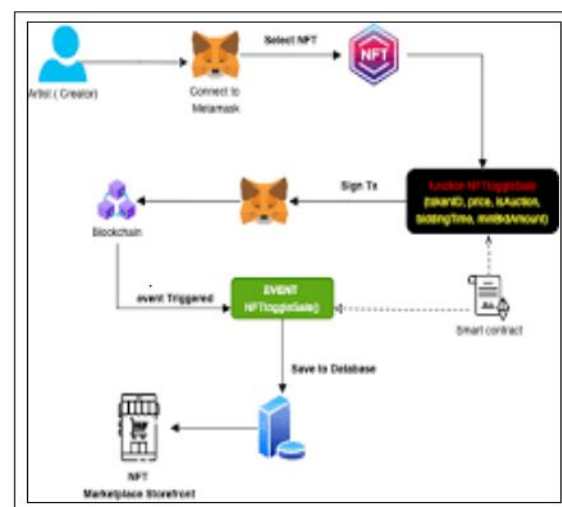 Select NFT
NFT
Artist ( Creator)
Connect to
Metamask
function NFTtoggleSale
(tokenID, price, isAuction,
biddingTime, minBidAmount)
Sign Tx
Blockchain
EVENT
NFTtoggleSale()
event Triggered
Smart contract
Save to Database
NFT
Marketplace Storefront